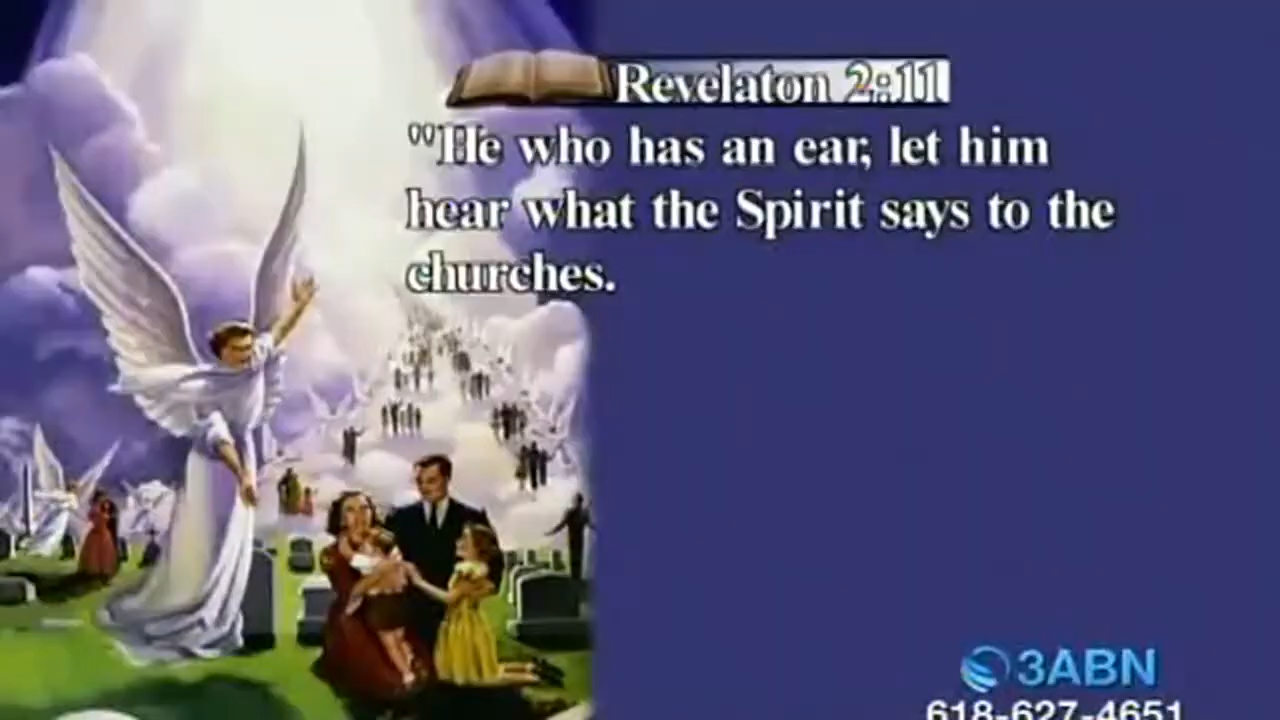 Revelaton 2:11
"He who has an ear, let him
hear what the Spirit says to the
churches.
3ABN
618-627-4651